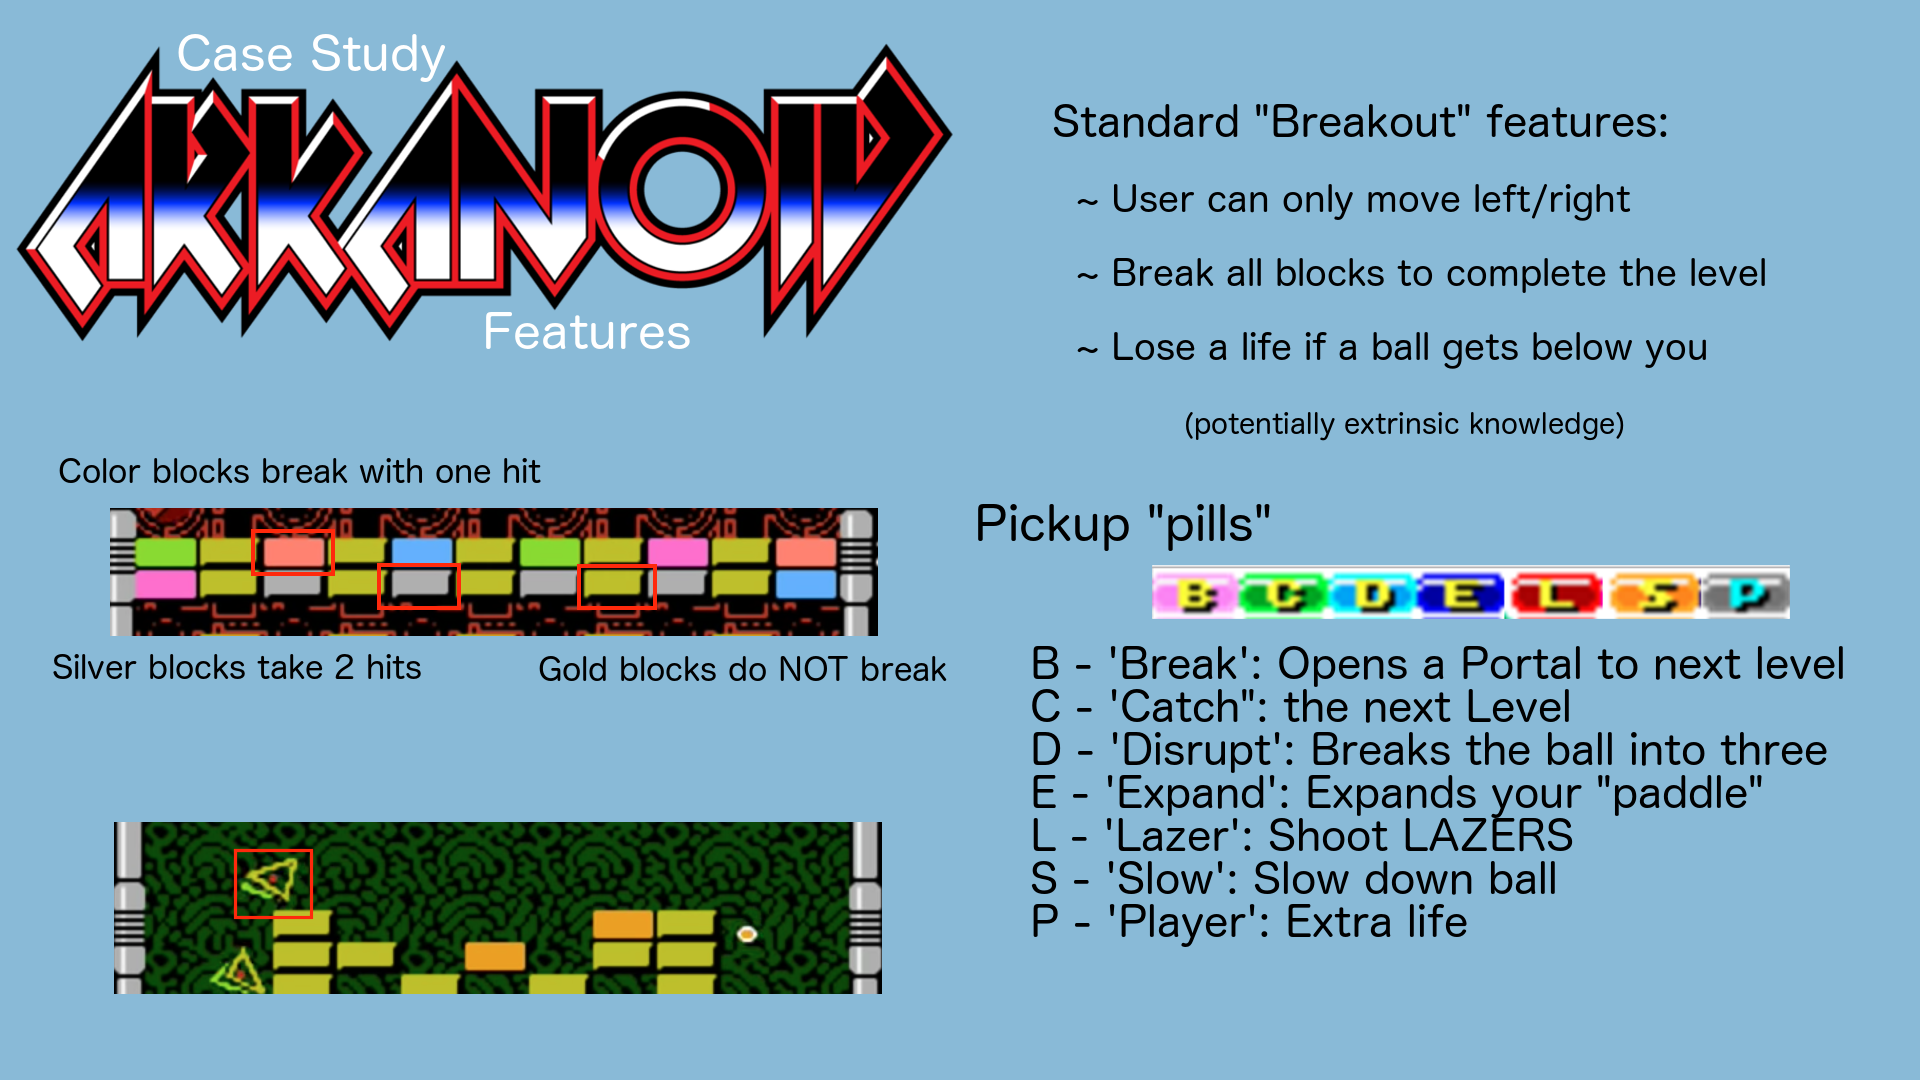 Case Study
ARKANOID
Features
Standard "Breakout" features:
~ User can only move left/right
~ Break all blocks to complete the level
~ Lose a life if a ball gets below you
(potentially extrinsic knowledge)
Color blocks break with one hit
Silver blocks take 2 hits
Gold blocks do NOT break
Pickup "pills"
B C D E L S P
B - 'Break': Opens a Portal to next level
C - 'Catch": the next Level
D - 'Disrupt': Breaks the ball into three
E - 'Expand': Expands your "paddle"
L - 'Lazer': Shoot LAZERS
S - 'Slow': Slow down ball
P - 'Player': Extra life